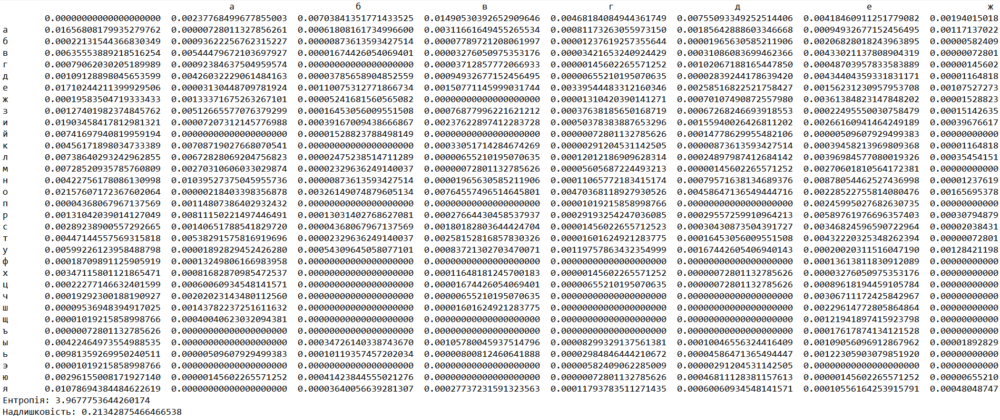 а б в г д е ж
0.00000000000000000000 0.00237768499677855003 0.00703841351771433525 0.01490530392652909646 0.00468184084944361749 0.00755093349252514406 0.00418460911251779082 0.00194015018
а 0.01656808179935279762 0.00000728011327856261 0.00061808161734996600 0.00311661649455265534 0.00081173263055973150 0.00185642888603346668 0.00094932677152456495 0.00117137022
б 0.00022131544366830349 0.00093622256762315227 0.00000873613593427514 0.00007789721208061997 0.00001237619257355644 0.00001965630585211906 0.00206828018243963895 0.00000582409
в 0.00635553889218516254 0.00544479672103697927 0.00001674426054069401 0.00003276050975353176 0.00003421653240924429 0.00031086083699462366 0.00433021137808904319 0.00000072801
г 0.00079062030205189989 0.00092384637504959574 0.00000000000000000000 0.00003712857772066933 0.00000145602265571252 0.00102067188165447850 0.00048703957833583889 0.00000145602
д 0.00109128898045653599 0.00426032229061484163 0.00003785658904852559 0.00094932677152456495 0.00000655210195070635 0.00002839244178639420 0.00434404359331831171 0.00001164818
е 0.01710244211399929506 0.00003130448709781924 0.00110075312771866734 0.00150771145999031744 0.00339544483312160346 0.00258516822521758427 0.00156231230957953708 0.00107527273
ж 0.00019583504719333433 0.00133371675263267101 0.00005241681560565082 0.00000000000000000000 0.00001310420390141271 0.00070107490872557980 0.00361384823147848202 0.00001528823
з 0.00127401982374845762 0.00512665577076379299 0.00016453056009551508 0.00076877996221621212 0.00037638185650168719 0.00067268246693918553 0.00022495550030758479 0.00015142635
и 0.01903458417812981321 0.00007207312145776988 0.00039167009438666867 0.00237622897412283728 0.00050378383887653296 0.00155940026426811202 0.00266160941464249189 0.00039676617
й 0.00741697940819959194 0.00000000000000000000 0.00001528823788498149 0.00000000000000000000 0.00000072801132785626 0.00014778629955482106 0.00000509607929499383 0.00000000000
к 0.00456171898034733389 0.00708719027668070541 0.00000000000000000000 0.00033051714284674269 0.00000291204531142505 0.00000873613593427514 0.00039458213969809368 0.00001164818
л 0.00738640293242962855 0.00672828069204756823 0.00002475238514711289 0.00000655210195070635 0.00012012186909628314 0.00024897987412684142 0.00396984577080019326 0.00035454151
м 0.00728520935785760809 0.00270310606033029874 0.00002329636249140037 0.00000072801132785626 0.00005605687224493213 0.00000145602265571252 0.00270601810564172381 0.00000000000
н 0.00422756178086130998 0.01039527375045955736 0.00000873613593427514 0.00001965630585211906 0.00011065772183415174 0.00079571638134689376 0.00878054462527436998 0.00001237619
о 0.02157607172367602064 0.00000218403398356878 0.00326149074879605134 0.00764557496514645801 0.00470368118927930526 0.00458647136549444716 0.00228522755814080476 0.00165695378
п 0.00004368067967137569 0.00114807386402932432 0.00000000000000000000 0.00000000000000000000 0.00001019215858998766 0.00000000000000000000 0.00245995027682630735 0.00000000000
р 0.00131042039014127049 0.00811150221497446491 0.00013031402768627081 0.00027664430458537937 0.00029193254247036085 0.00029557259910964213 0.00589761976696357403 0.00030794879
с 0.00289238900557292665 0.00140651788541829720 0.00004368067967137569 0.00180182803644424704 0.00001456022655712523 0.00030430873504391727 0.00346824596590722964 0.00002038431
т 0.00447144557569315818 0.00538291575816919696 0.00002329636249140037 0.00258152816857830326 0.00001601624921283775 0.00016453056009551508 0.00432220325348262394 0.00000072801
у 0.00599226123958488798 0.00001892829452426280 0.00054309645058077101 0.00083721302703470071 0.00119757863432354999 0.00167442605406940143 0.00020020311516047190 0.00128421198
ф 0.00018709891125905919 0.00013249806166983958 0.00000000000000000000 0.00000000000000000000 0.00000000000000000000 0.00000000000000000000 0.00013613811830912089 0.00000000000
х 0.00347115801121865471 0.00081682870985472537 0.00000000000000000000 0.00011648181245700183 0.00000145602265571252 0.00000072801132785626 0.00003276050975353176 0.00000000000
ц 0.00022277146632401599 0.00060060934548141571 0.00000000000000000000 0.00001674426054069401 0.00000655210195070635 0.00000072801132785626 0.00089618194459105784 0.00000000000
ч 0.00019292300188190927 0.00202023143480112560 0.00000000000000000000 0.00000655210195070635 0.00000000000000000000 0.00000000000000000000 0.00306711172425842967 0.00000000000
ш 0.00009536948394917025 0.00143782237251611632 0.00000000000000000000 0.00001601624921283775 0.00000000000000000000 0.00000000000000000000 0.00229614772805864864 0.00000000000
щ 0.00001019215858998766 0.00040040623032094381 0.00000000000000000000 0.00000000000000000000 0.00000000000000000000 0.00000000000000000000 0.00121941897415923798 0.00000000000
ъ 0.00000072801132785626 0.00000000000000000000 0.00000000000000000000 0.00000000000000000000 0.00000000000000000000 0.00000000000000000000 0.00017617874134121528 0.00000000000
ы 0.00422464973554988535 0.00000000000000000000 0.00034726140338743670 0.00105780045937514796 0.00008299329137561381 0.00010046556324416409 0.00109056096912867962 0.00001892829
ь 0.00981359269950240511 0.00000509607929499383 0.00010119357457202034 0.00008008124606​41888 0.00002984846444210672 0.00004586471365494447 0.00122305903079851920 0.00000000000
э 0.00001019215858998766 0.00000000000000000000 0.00000000000000000000 0.00000000000000000000 0.00000582409062285009 0.00000291204531142505 0.00000000000000000000 0.00000000000
ю 0.00296155008171927140 0.00000145602265571252 0.00041423844555021276 0.00000000000000000000 0.00000072801132785626 0.00046811128381157613 0.00000145602265571252 0.00000655210
я 0.01078694384484622619 0.00000000000000000000 0.00003640056639281307 0.00027737231591323563 0.00011793783511271435 0.00060060934548141571 0.00010556164253915791 0.00048048747
Ентропія: 3.9677753644260174
Надлишковість: 0.21342875466466538